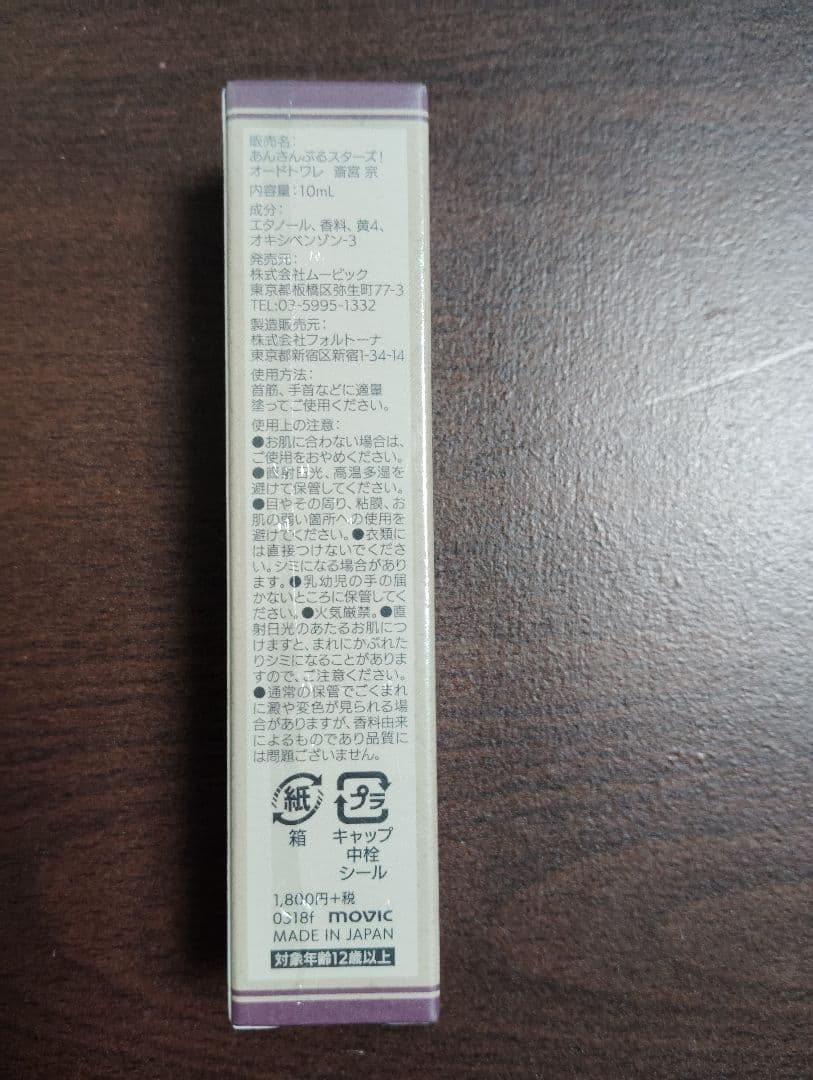 販売名：
あんさんぶるスターズ！
オードトワレ　斎宮 宗
内容量：10mL
成分：
エタノール、香料、黄4、
オキシベンゾン-3
発売元：
株式会社ムービック
東京都板橋区弥生町77-3
TEL:03-5995-1332
製造販売元：
株式会社フォルトーナ
東京都新宿区新宿1-34-14
使用方法：
首筋、手首などに適量
塗ってご使用ください。
使用上の注意：
●お肌に合わない場合は、
ご使用をおやめください。
●直射日光、高温多湿を
避けて保管してください。
●目やその周り、粘膜、お
肌の弱い箇所への使用を
避けてください。●衣類に
は直接つけないでくださ
い。シミになる場合があり
ます。●乳幼児の手の届
かないところに保管してく
ださい。●火気厳禁。●直
射日光のあたるお肌につ
けますと、まれにかぶれた
りシミになることがありま
すので、ご注意ください。
●通常の保管でごくまれ
に澱や変色が見られる場
合がありますが、香料由来
によるものであり品質に
は問題ございません。
紙
プラ
箱
キャップ
中栓
シール
1,800円+税
0318f movic
MADE IN JAPAN
対象年齢12歳以上